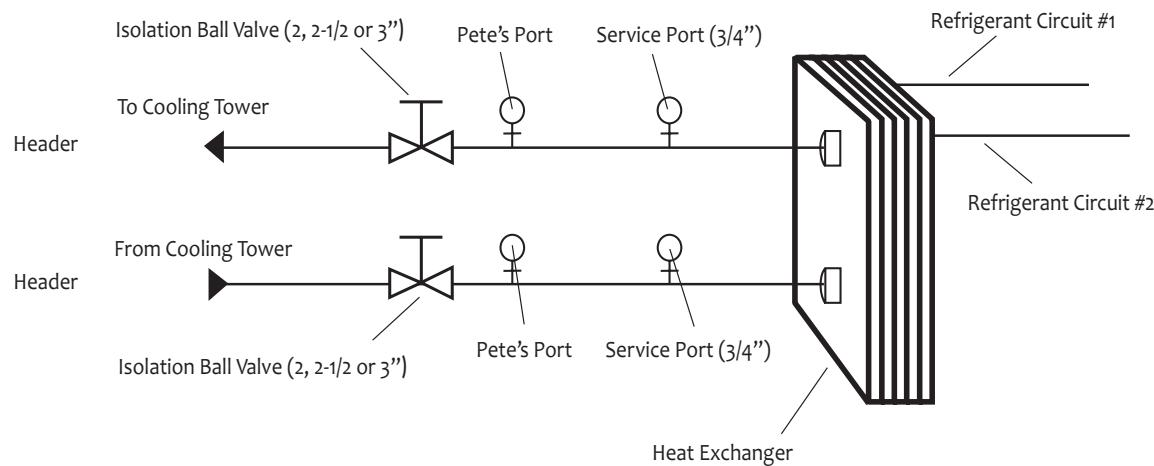 Refrigerant Circuit #1
Isolation Ball Valve (2, 2-1/2 or 3”)
Pete’s Port
Service Port (3/4”)
To Cooling Tower
Header
Refrigerant Circuit #2
From Cooling Tower
Header
Pete’s Port
Service Port (3/4”)
Isolation Ball Valve (2, 2-1/2 or 3”)
Heat Exchanger